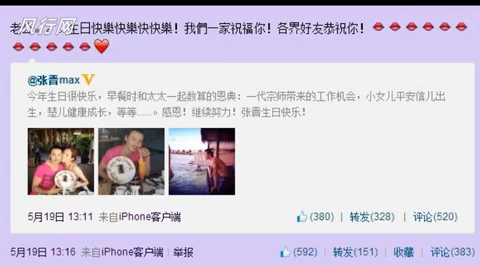 风行网
老公 生日快樂快樂快快樂！我們一家祝福你！各界好友恭祝你！
@张晋max
今年生日很快乐，早餐时和太太一起数算的恩典：一代宗师带来的工作机会，小女儿平安信儿出
生，楚儿健康成长，等等……。感恩！继续努力！张晋生日快乐！
5月19日 13:11 来自iPhone客户端 (380) | 转发(328) | 评论(520)
5月19日 13:16 来自iPhone客户端 | 举报 (592) | 转发(151) | 收藏 | 评论(383)